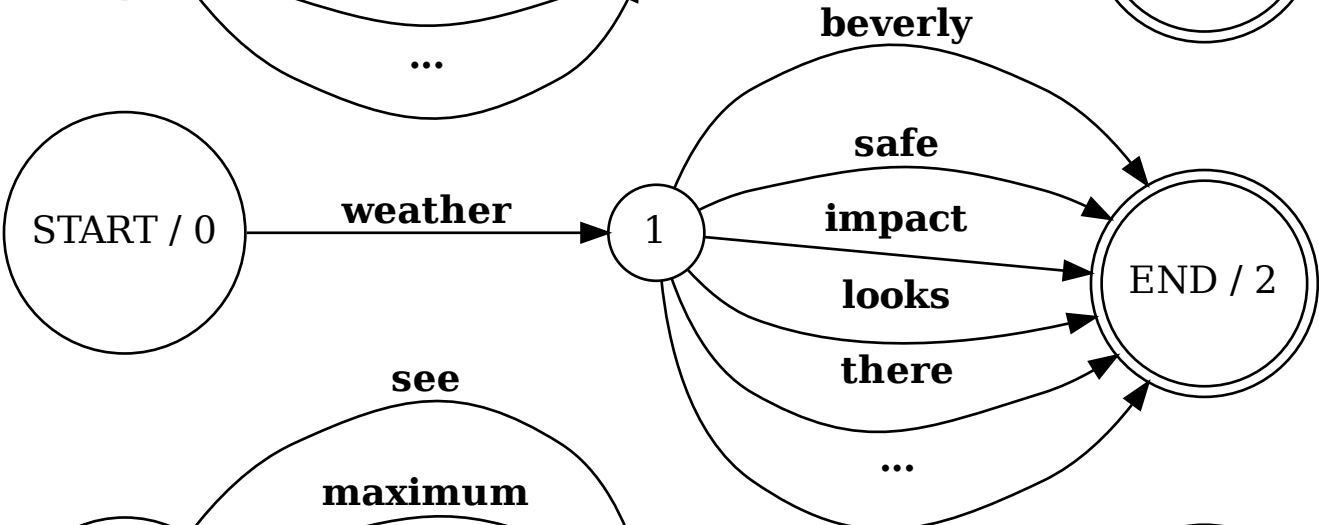 beverly
...
safe
weather
impact
START / 0
1
looks
END / 2
there
see
...
maximum